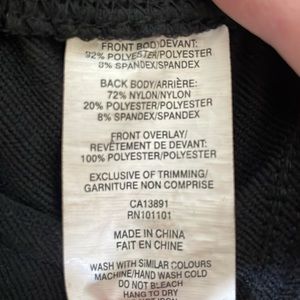 FRONT BODY/DEVANT:
92% POLYESTER/POLYESTER
8% SPANDEX/SPANDEX
BACK BODY/ARRIÈRE:
72% NYLON/NYLON
20% POLYESTER/POLYESTER
8% SPANDEX/SPANDEX
FRONT OVERLAY/
REVÊTEMENT DE DEVANT:
100% POLYESTER/POLYESTER
EXCLUSIVE OF TRIMMING/
GARNITURE NON COMPRISE
CA13891
RN101101
MADE IN CHINA
FAIT EN CHINE
WASH WITH SIMILAR COLOURS
MACHINE/HAND WASH COLD
DO NOT BLEACH
HANG TO DRY